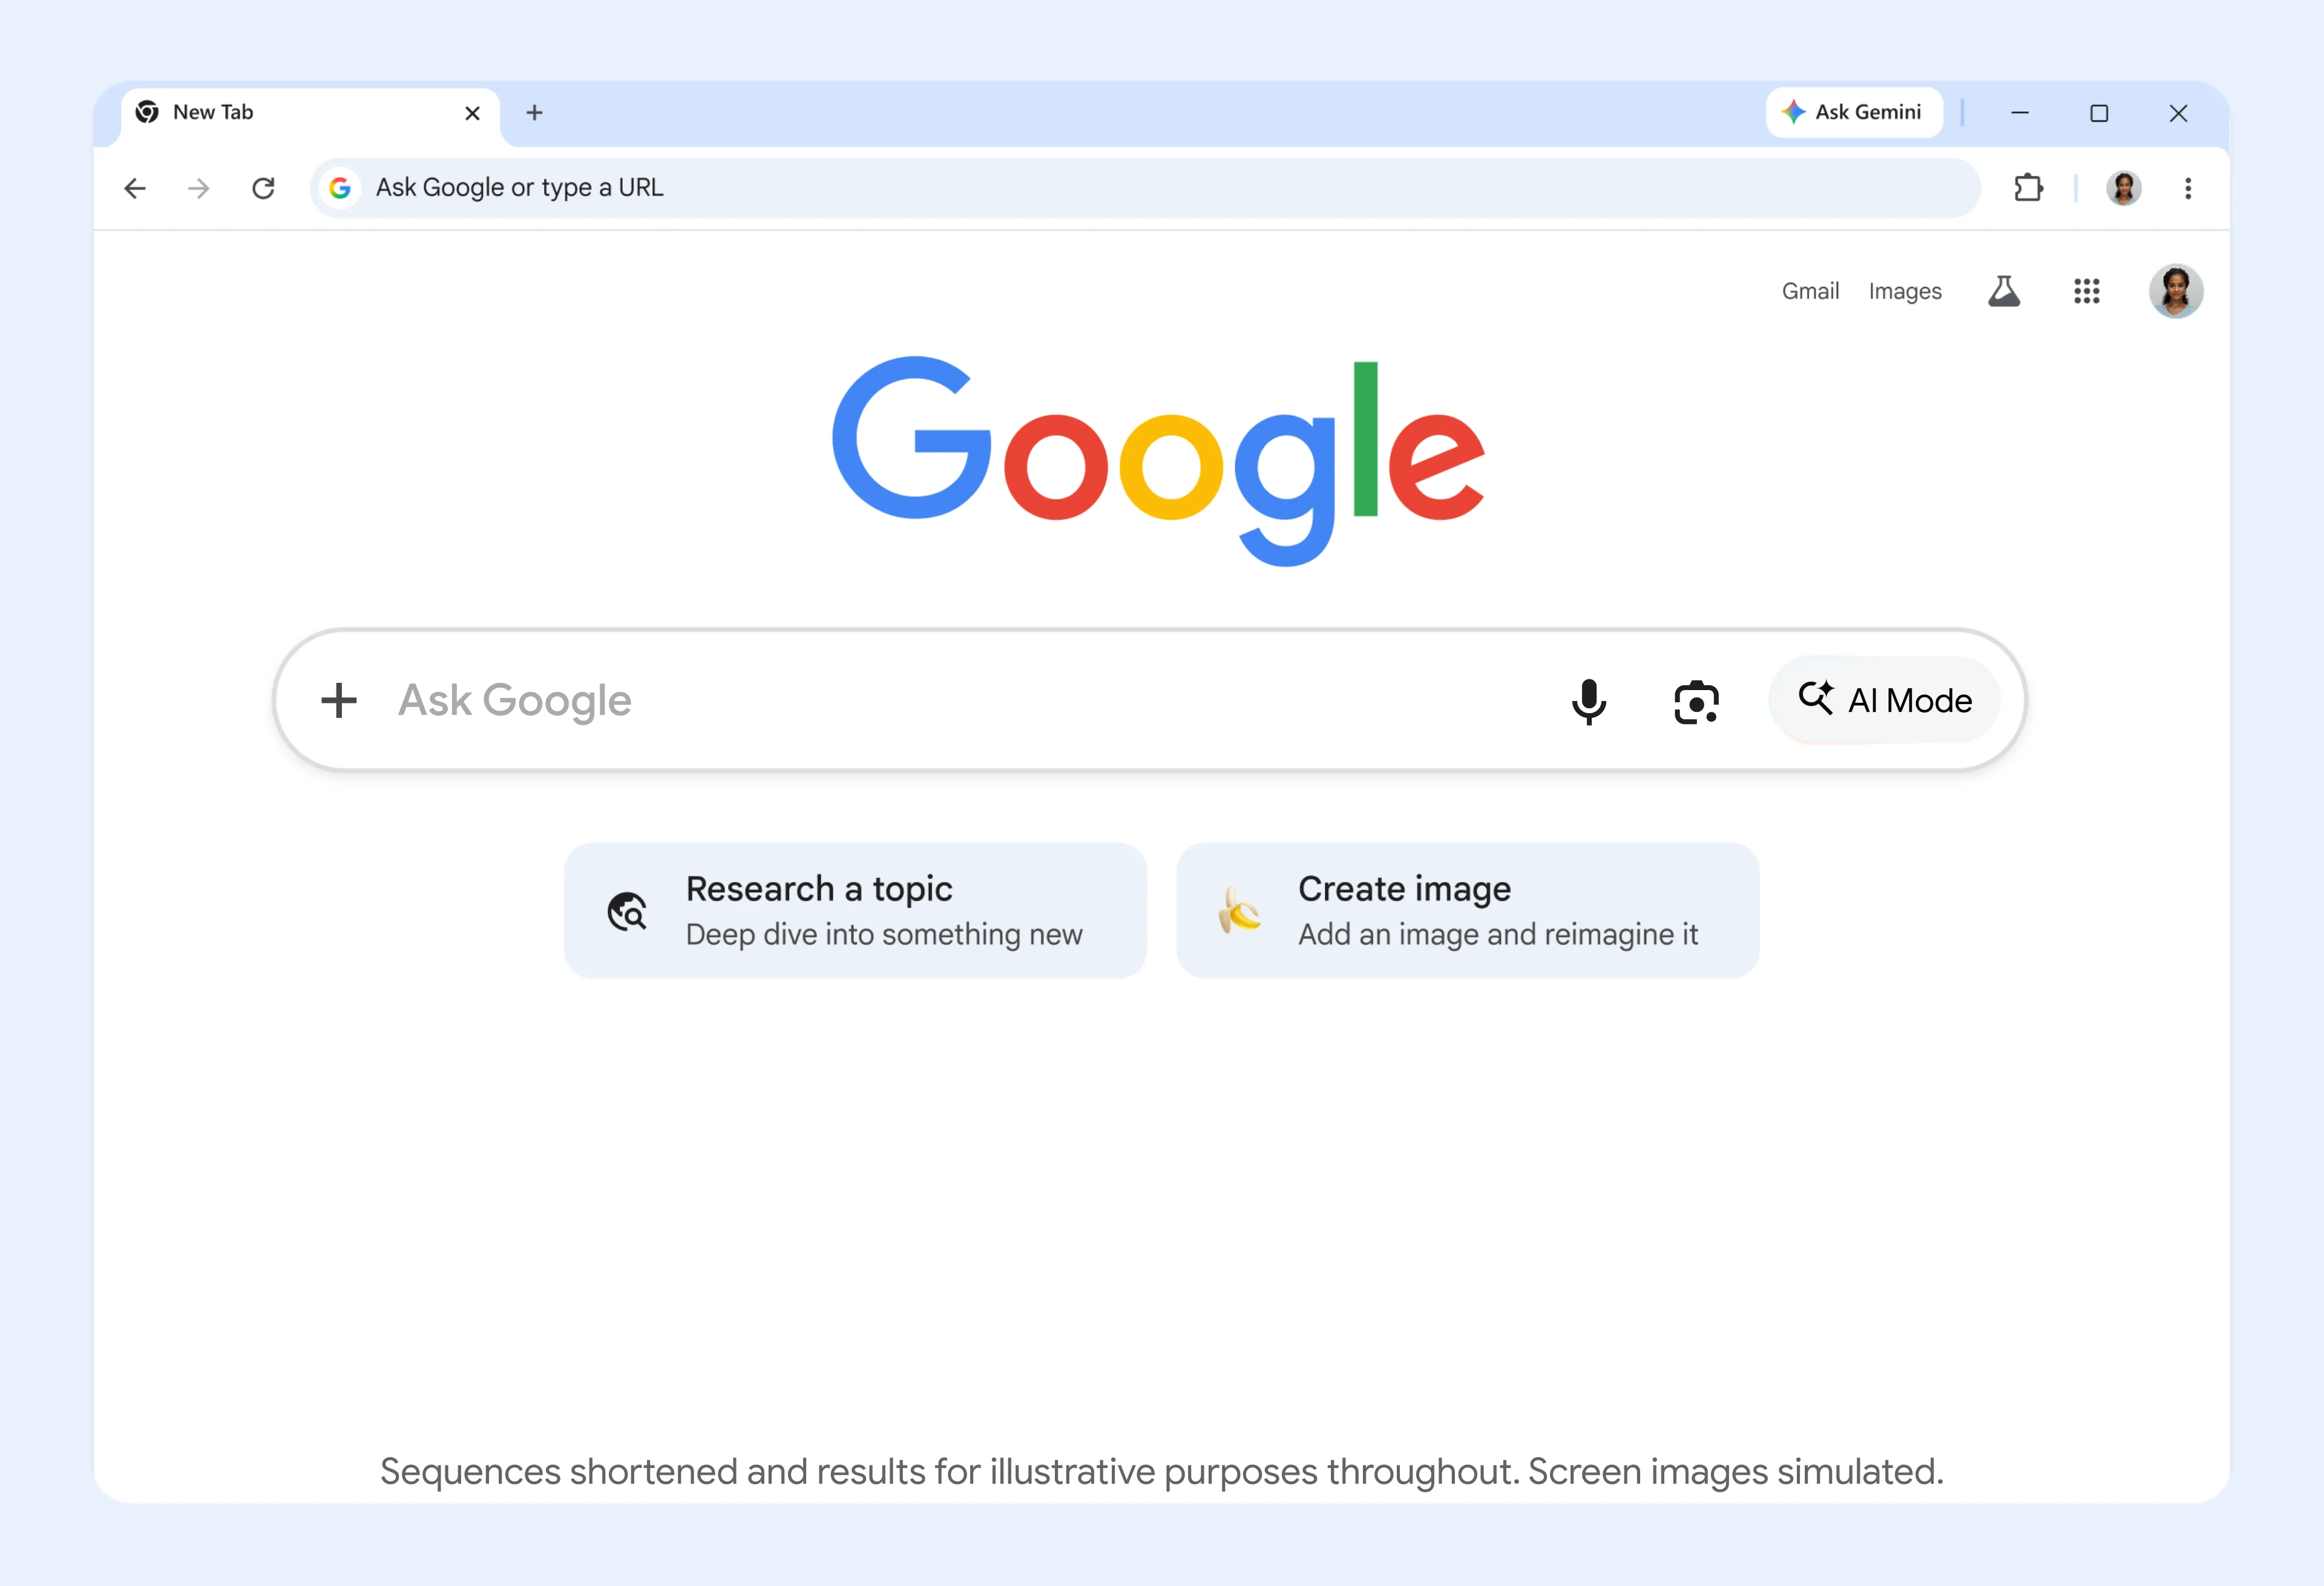 New Tab
Ask Gemini
Ask Google or type a URL
Gmail Images
Google
Ask Google
AI Mode
Research a topic
Deep dive into something new
Create image
Add an image and reimagine it
Sequences shortened and results for illustrative purposes throughout. Screen images simulated.